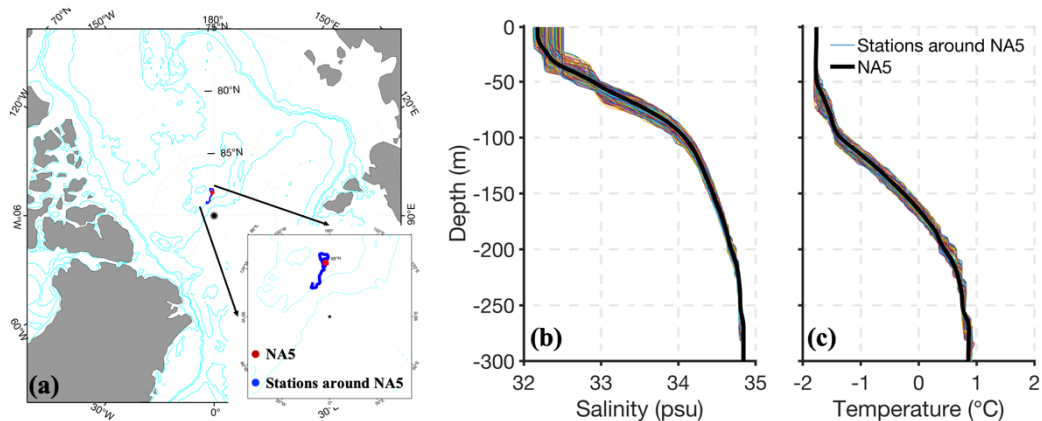 180°
75°N
150°W
150°E
70°N
120°W
120°E
80°N
85°N
90°W
90°E
60°W
180°
88°N
NA5
Stations around NA5
(a)
30°W
0°
30°E
0
-50
-100
-150
-200
-250
-300
Depth (m)
(b)
32
33
34
35
Salinity (psu)
Stations around NA5
NA5
(c)
-2
-1
0
1
2
Temperature (°C)